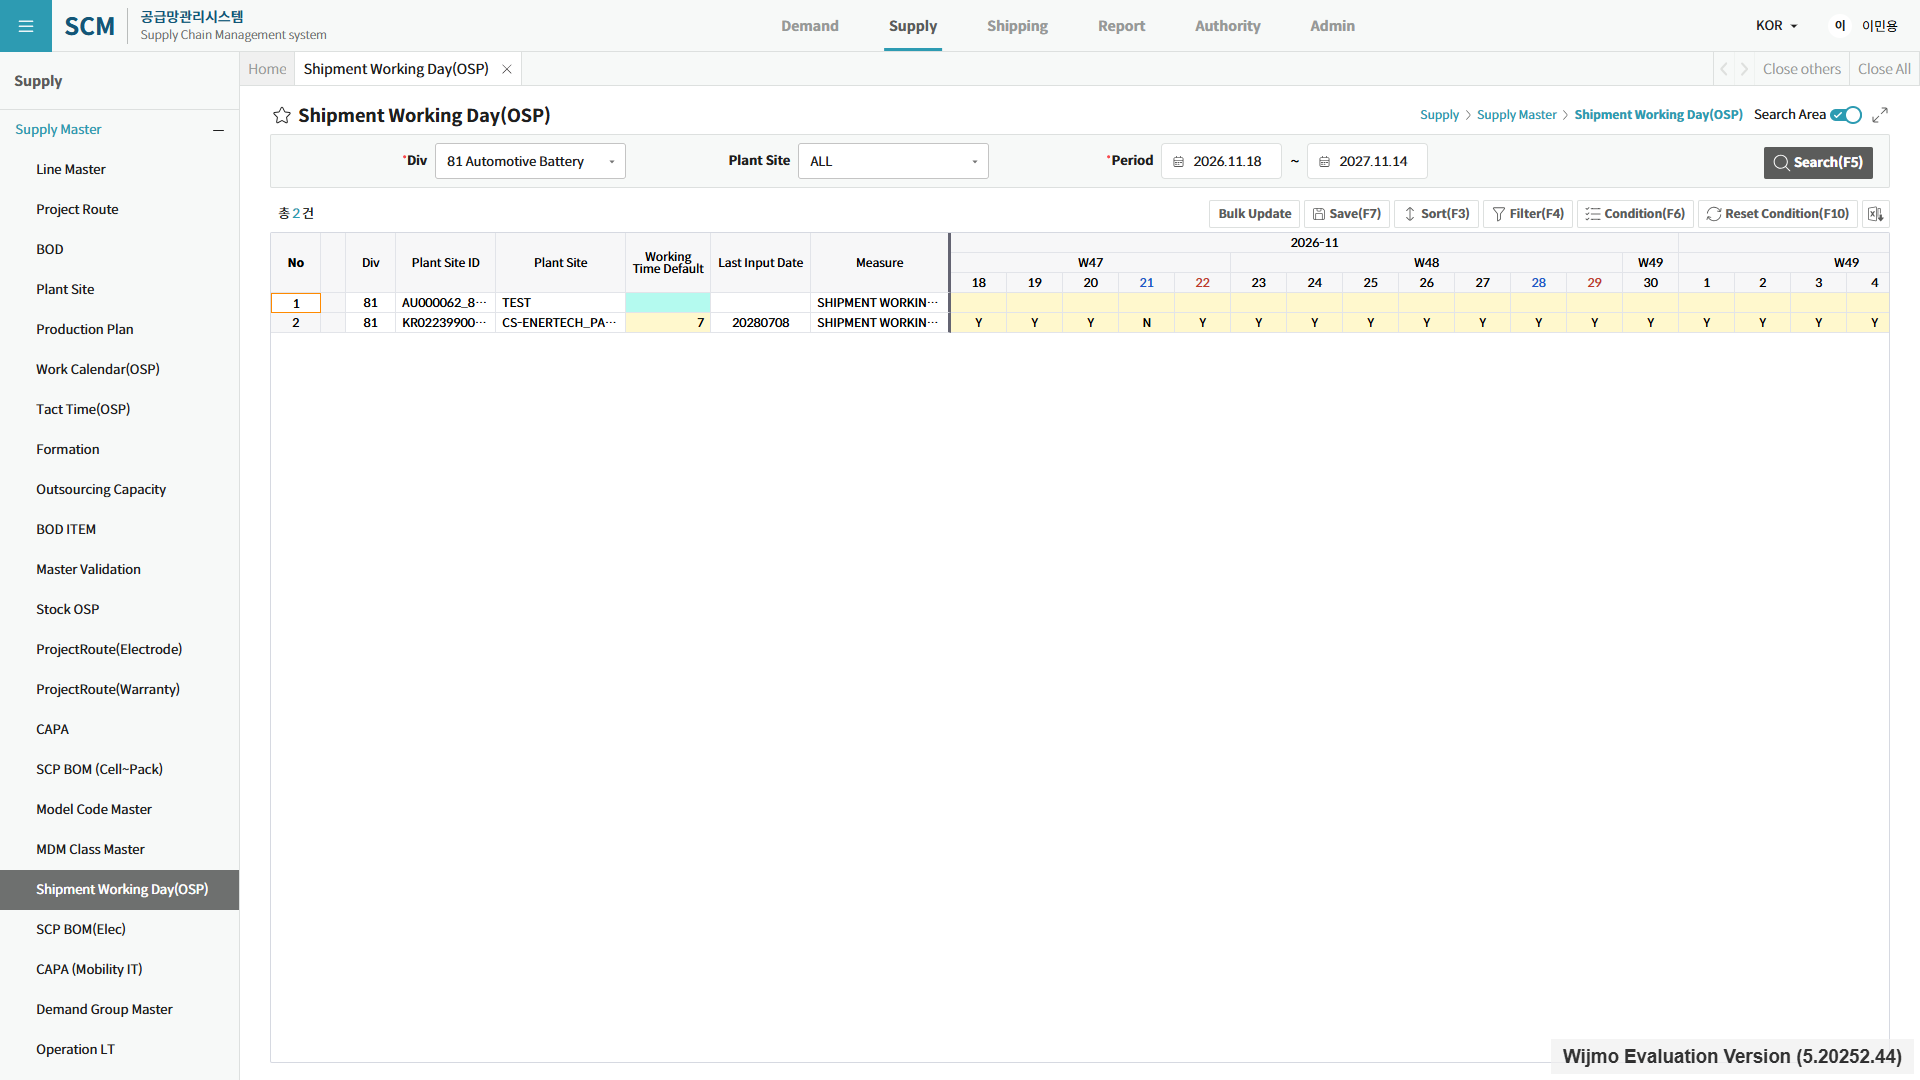 SCM
공급망관리시스템
Supply Chain Management system
Demand
Supply
Shipping
Report
Authority
Admin
KOR
이
이민용
Supply
Home
Shipment Working Day(OSP)
Close others
Close All
Supply Master
Line Master
Project Route
BOD
Plant Site
Production Plan
Work Calendar(OSP)
Tact Time(OSP)
Formation
Outsourcing Capacity
BOD ITEM
Master Validation
Stock OSP
ProjectRoute(Electrode)
ProjectRoute(Warranty)
CAPA
SCP BOM (Cell~Pack)
Model Code Master
MDM Class Master
Shipment Working Day(OSP)
SCP BOM(Elec)
CAPA (Mobility IT)
Demand Group Master
Operation LT
Shipment Working Day(OSP)
Supply > Supply Master > Shipment Working Day(OSP)
Search Area
*Div 81 Automotive Battery
Plant Site ALL
*Period 2026.11.18 ~ 2027.11.14
Search(F5)
총 2 건
Bulk Update
Save(F7)
Sort(F3)
Filter(F4)
Condition(F6)
Reset Condition(F10)
No Div Plant Site ID Plant Site Working Time Default Last Input Date Measure
2026-11
W47 W48 W49 W49
18 19 20 21 22 23 24 25 26 27 28 29 30 1 2 3 4
1 81 AU000062_8··· TEST SHIPMENT WORKIN···
2 81 KR02239900··· CS-ENERTECH_PA··· 7 20280708 SHIPMENT WORKIN··· Y Y Y N Y Y Y Y Y Y Y Y Y Y Y Y Y
Wijmo Evaluation Version (5.20252.44)